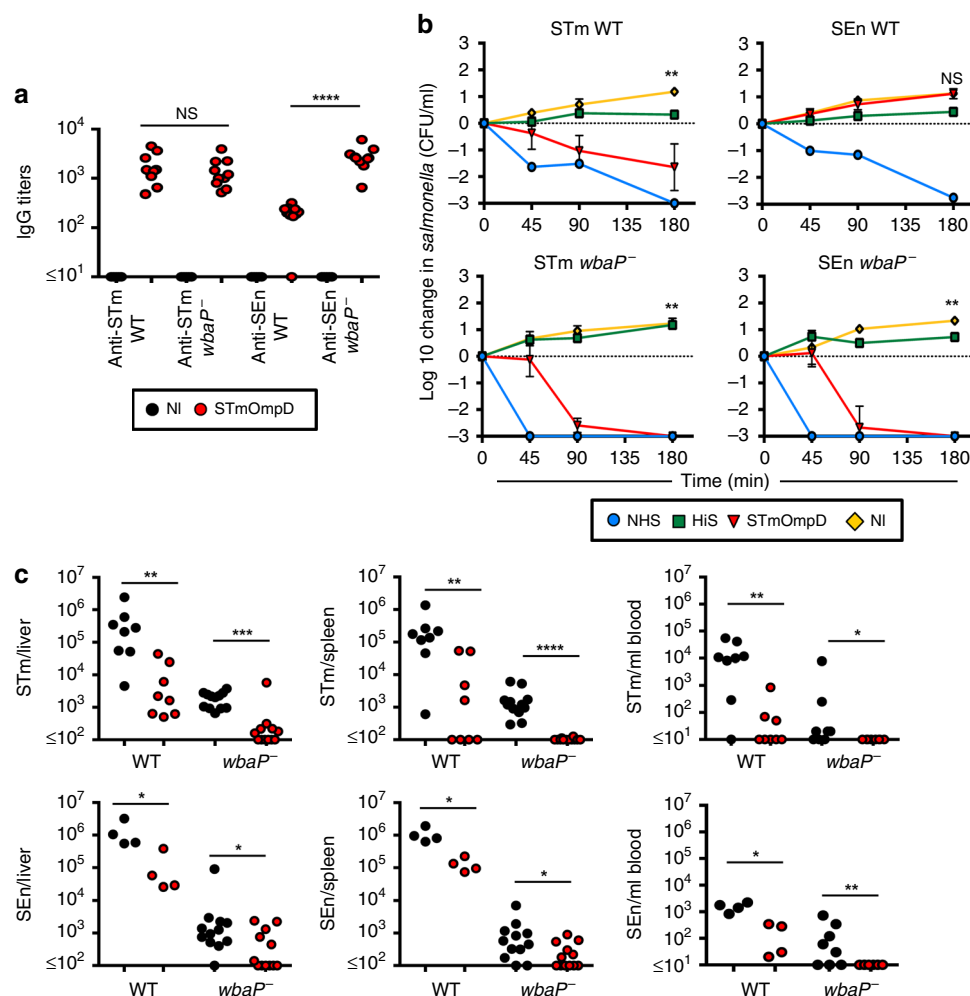 a
NS
****
IgG titers
10⁴
10³
10²
≤10¹
Anti-STm WT
Anti-STm wbaP⁻
Anti-SEn WT
Anti-SEn wbaP⁻
NI STmOmpD
b
Log 10 change in salmonella (CFU/ml)
STm WT
3
2
1
0
−1
−2
−3
**
0 45 90 135 180
SEn WT
3
2
1
0
−1
−2
−3
NS
0 45 90 135 180
STm wbaP⁻
3
2
1
0
−1
−2
−3
**
0 45 90 135 180
SEn wbaP⁻
3
2
1
0
−1
−2
−3
**
0 45 90 135 180
Time (min)
NHS HiS STmOmpD NI
c
STm/liver
10⁷
10⁶
10⁵
10⁴
10³
≤10²
**
***
WT wbaP⁻
STm/spleen
10⁷
10⁶
10⁵
10⁴
10³
≤10²
**
****
WT wbaP⁻
STm/ml blood
10⁷
10⁶
10⁵
10⁴
10³
10²
≤10¹
**
*
WT wbaP⁻
SEn/liver
10⁷
10⁶
10⁵
10⁴
10³
≤10²
*
*
WT wbaP⁻
SEn/spleen
10⁷
10⁶
10⁵
10⁴
10³
≤10²
*
*
WT wbaP⁻
SEn/ml blood
10⁷
10⁶
10⁵
10⁴
10³
10²
≤10¹
*
**
WT wbaP⁻